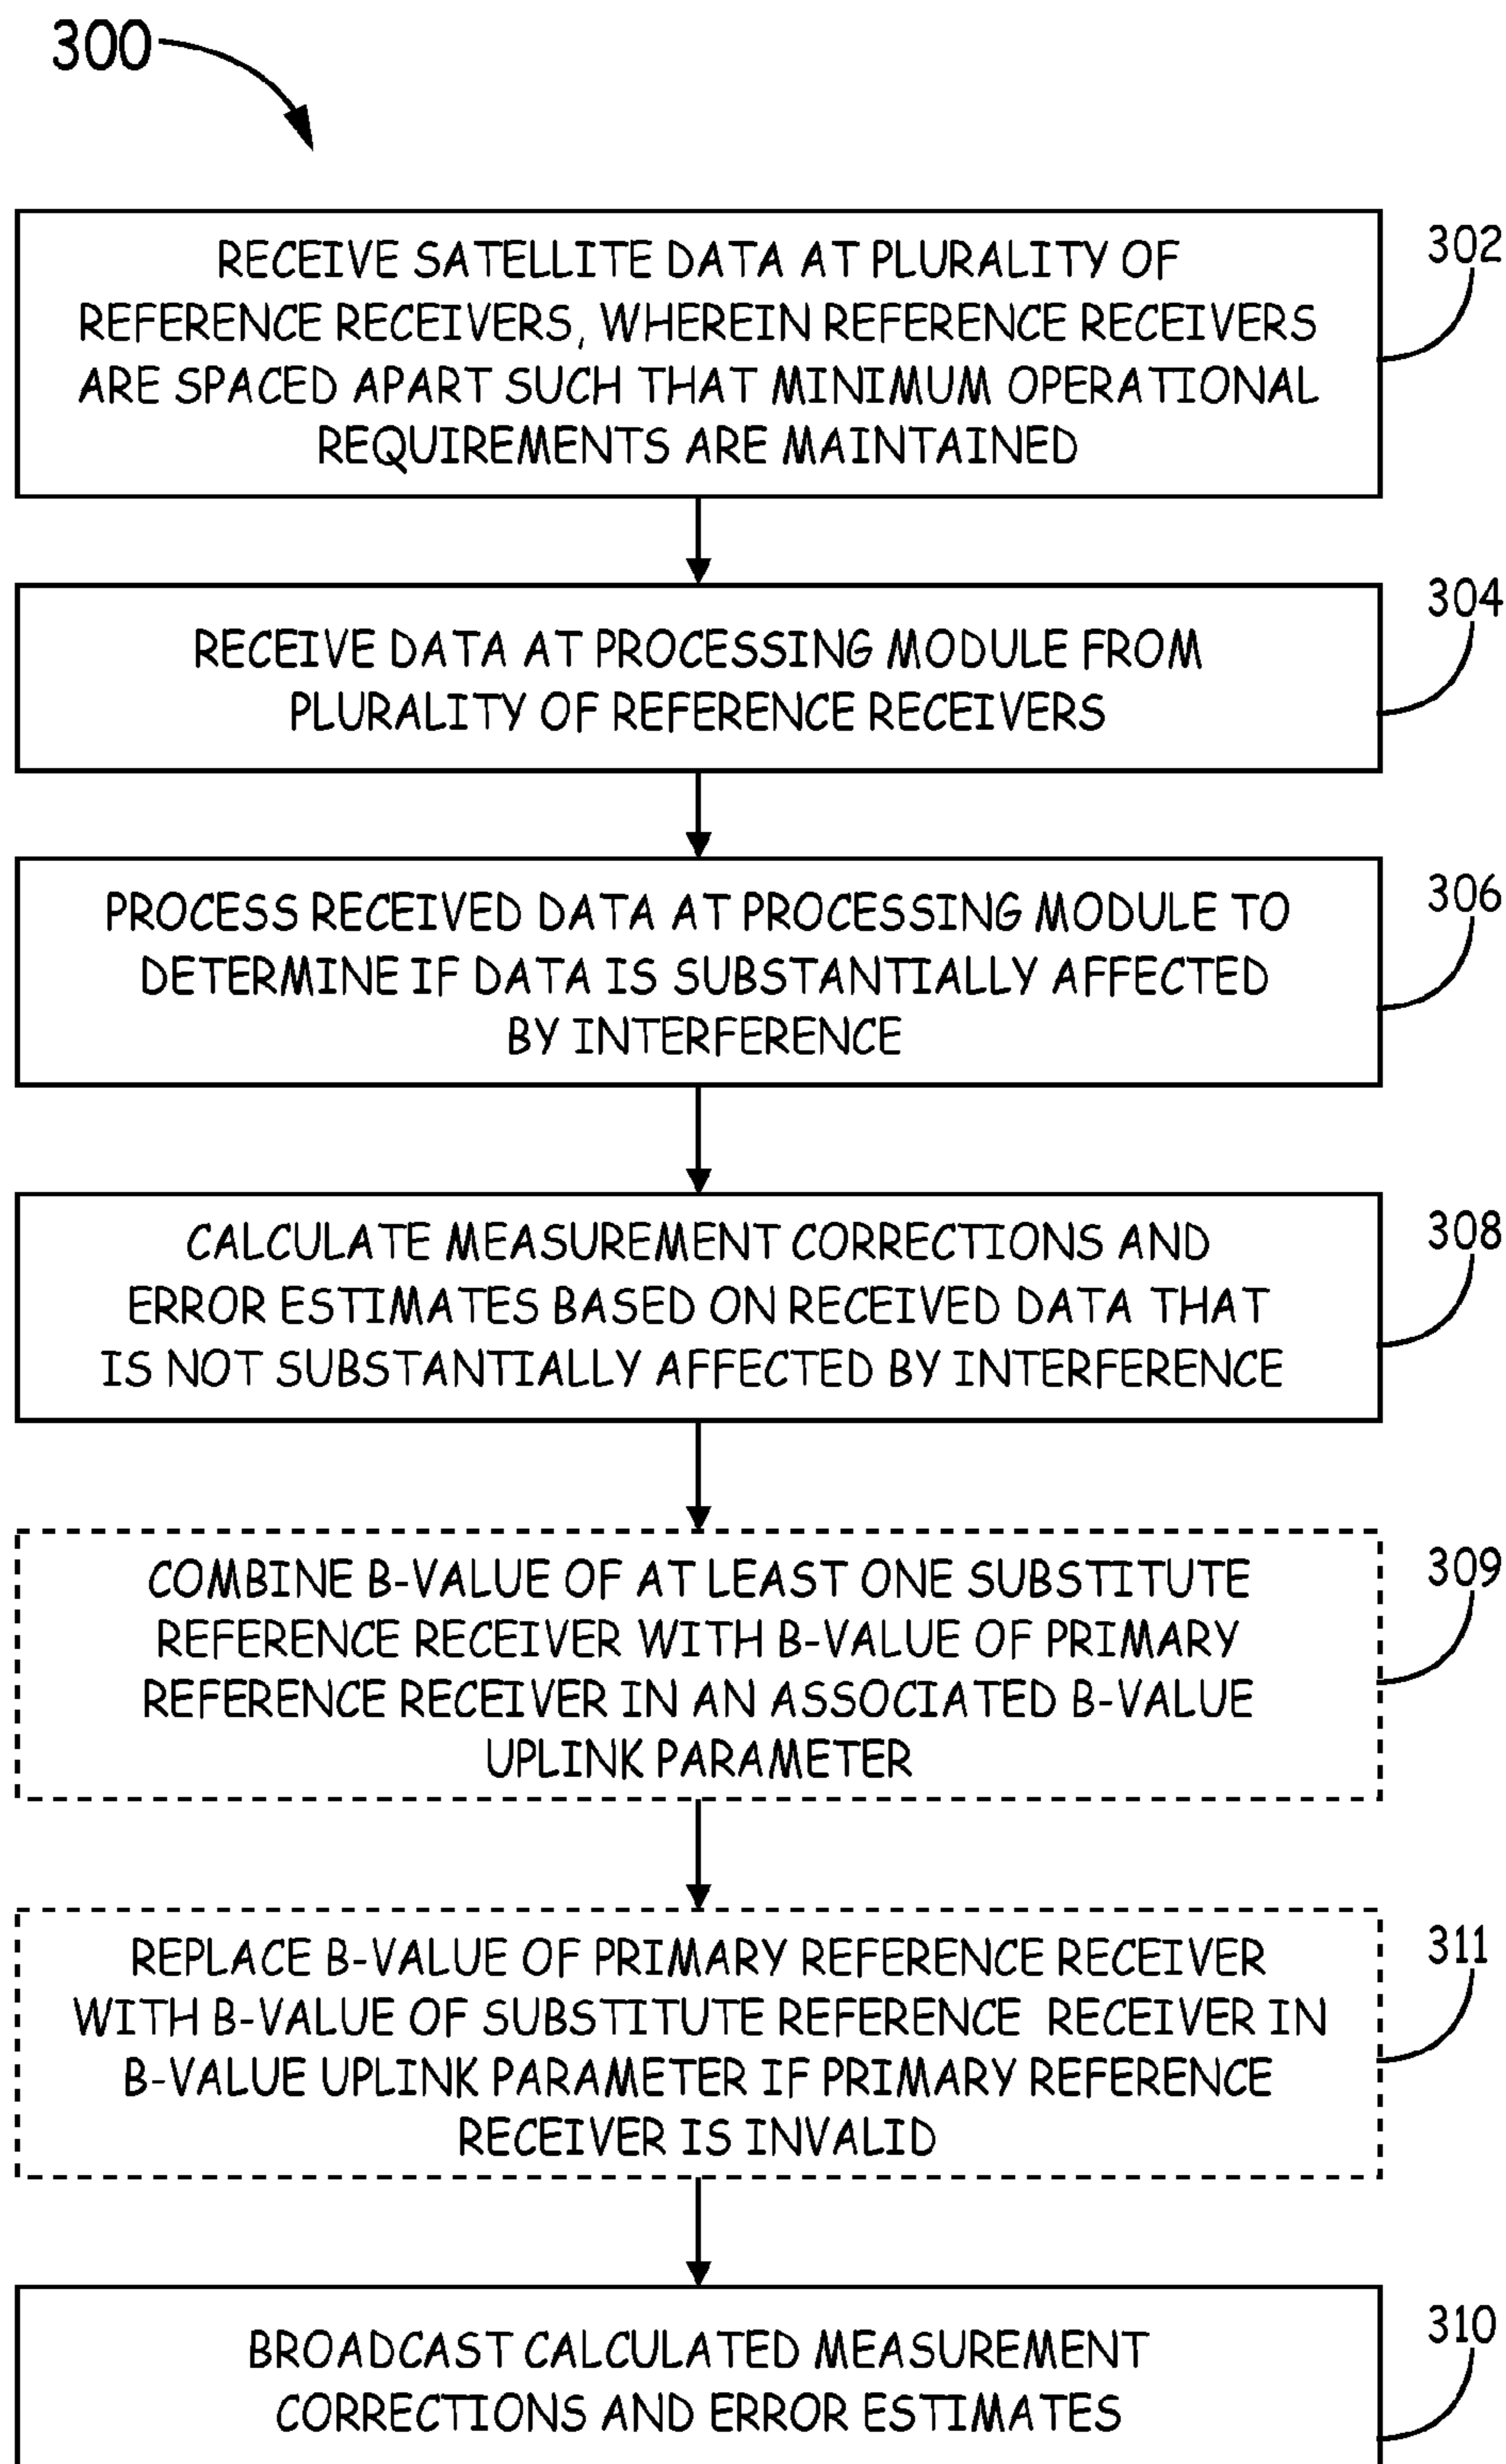 300
RECEIVE SATELLITE DATA AT PLURALITY OF
REFERENCE RECEIVERS, WHEREIN REFERENCE RECEIVERS
ARE SPACED APART SUCH THAT MINIMUM OPERATIONAL
REQUIREMENTS ARE MAINTAINED
302
RECEIVE DATA AT PROCESSING MODULE FROM
PLURALITY OF REFERENCE RECEIVERS
304
PROCESS RECEIVED DATA AT PROCESSING MODULE TO
DETERMINE IF DATA IS SUBSTANTIALLY AFFECTED
BY INTERFERENCE
306
CALCULATE MEASUREMENT CORRECTIONS AND
ERROR ESTIMATES BASED ON RECEIVED DATA THAT
IS NOT SUBSTANTIALLY AFFECTED BY INTERFERENCE
308
COMBINE B-VALUE OF AT LEAST ONE SUBSTITUTE
REFERENCE RECEIVER WITH B-VALUE OF PRIMARY
REFERENCE RECEIVER IN AN ASSOCIATED B-VALUE
UPLINK PARAMETER
309
REPLACE B-VALUE OF PRIMARY REFERENCE RECEIVER
WITH B-VALUE OF SUBSTITUTE REFERENCE RECEIVER IN
B-VALUE UPLINK PARAMETER IF PRIMARY REFERENCE
RECEIVER IS INVALID
311
BROADCAST CALCULATED MEASUREMENT
CORRECTIONS AND ERROR ESTIMATES
310